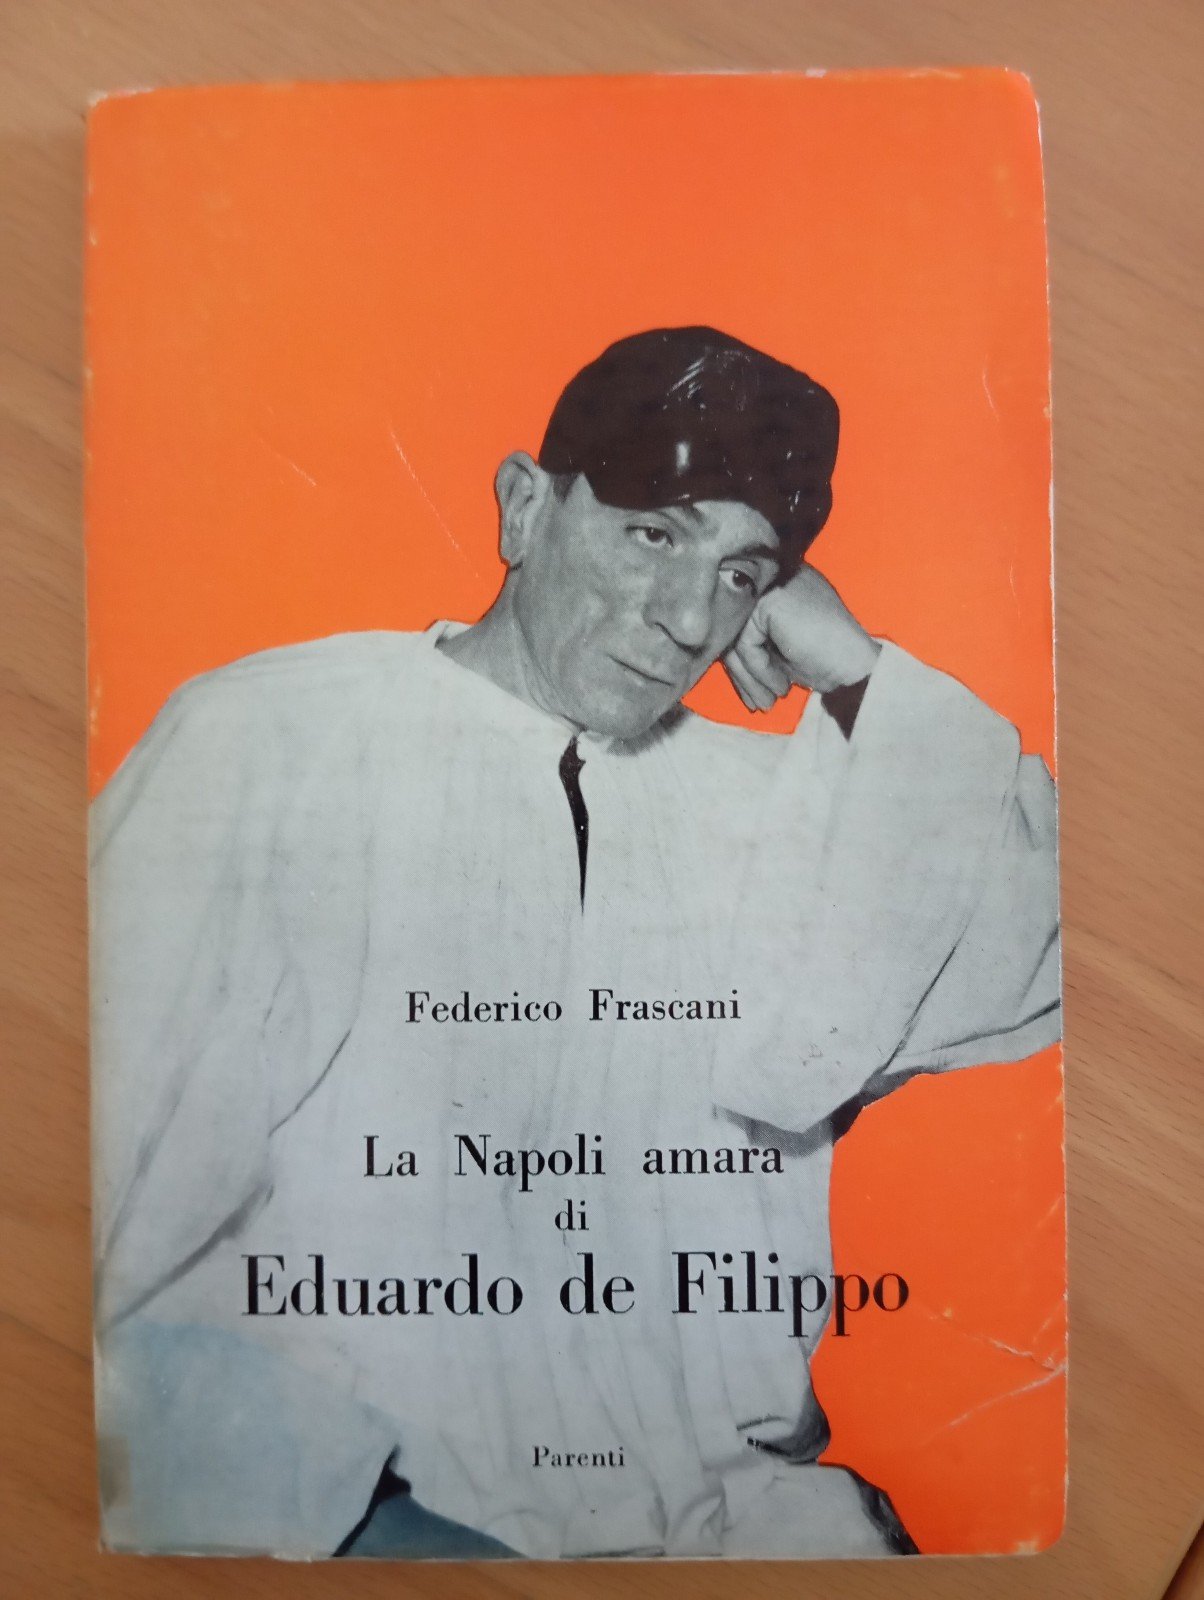 Federico Frascani
La Napoli amara
di
Eduardo de Filippo
Parenti